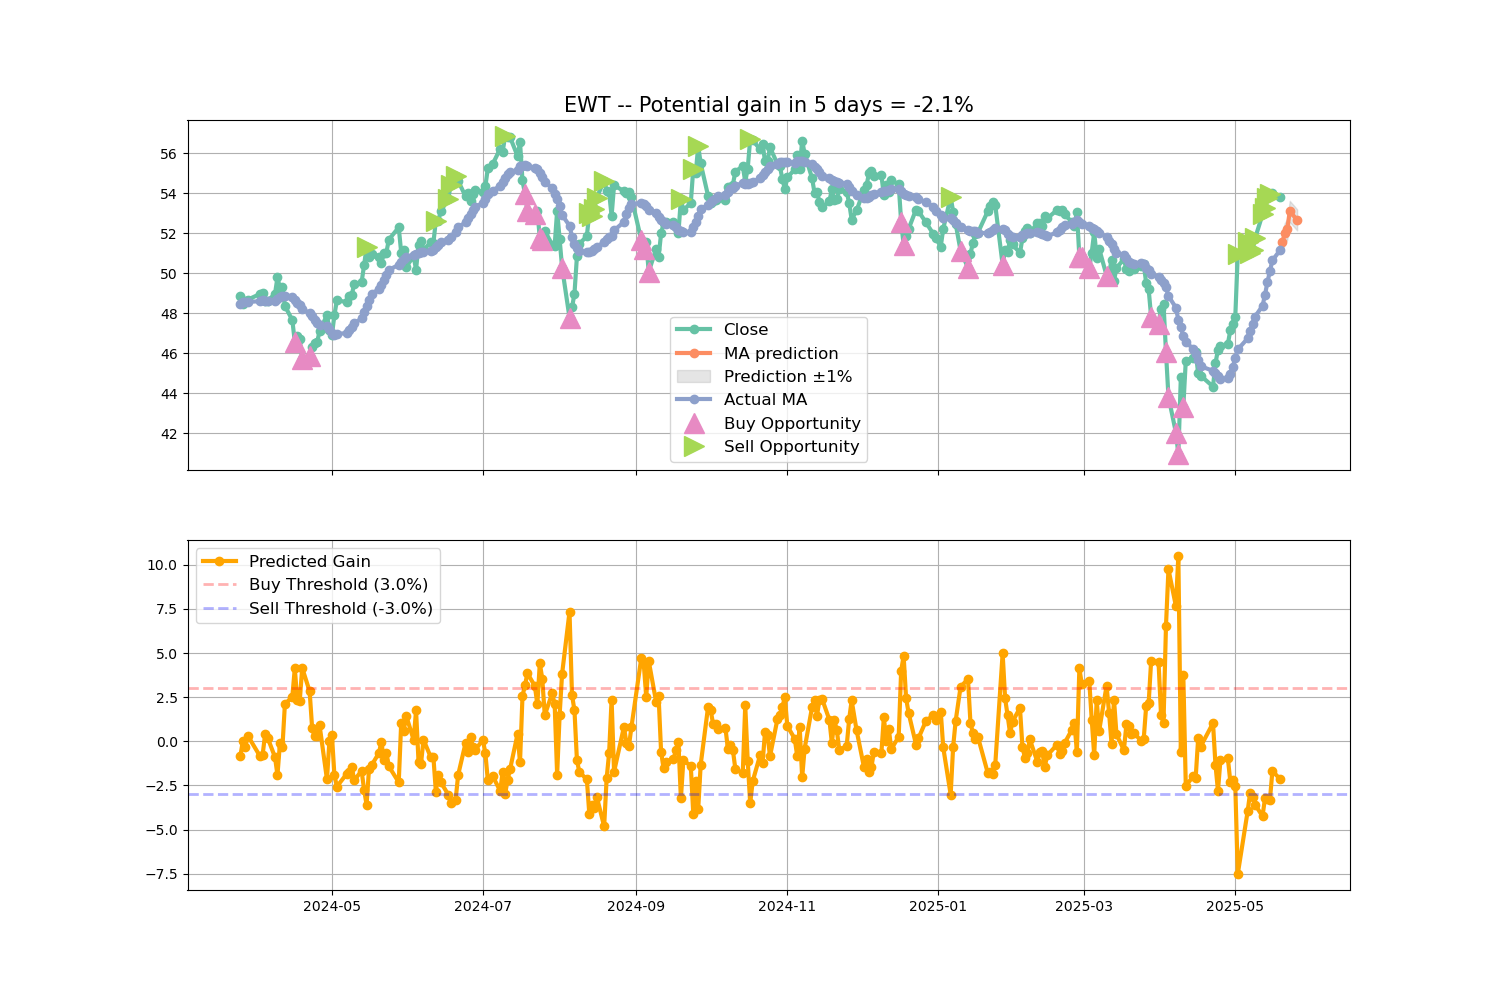 EWT -- Potential gain in 5 days = -2.1%
56
54
52
50
48
46
44
42
Close
MA prediction
Prediction ±1%
Actual MA
Buy Opportunity
Sell Opportunity
10.0
7.5
5.0
2.5
0.0
−2.5
−5.0
−7.5
Predicted Gain
Buy Threshold (3.0%)
Sell Threshold (-3.0%)
2024-05
2024-07
2024-09
2024-11
2025-01
2025-03
2025-05